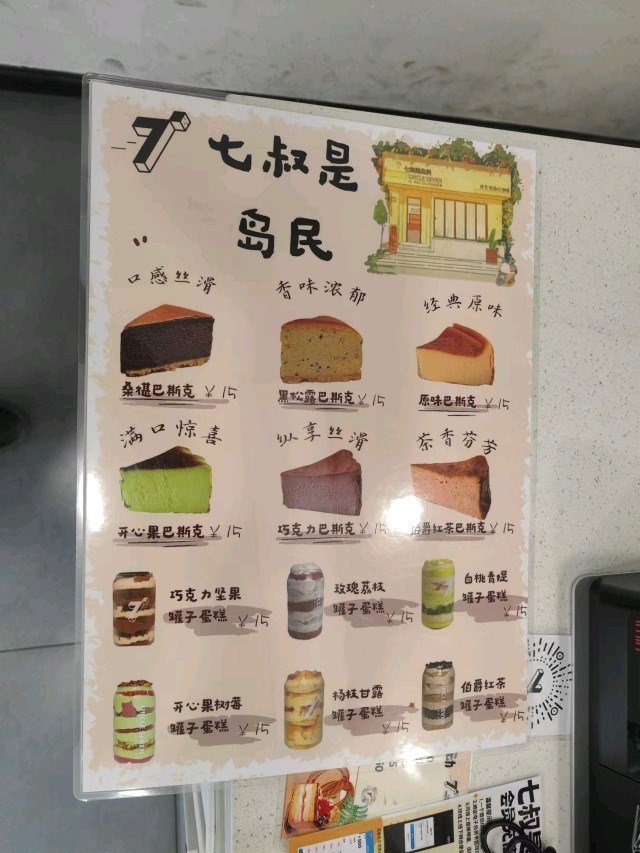 七叔是
岛民
口感丝滑
香味浓郁
经典原味
桑椹巴斯克 ¥15
黑松露巴斯克 ¥15
原味巴斯克 ¥15
满口惊喜
纵享丝滑
茶香芬芳
开心果巴斯克 ¥15
巧克力巴斯克 ¥15
伯爵红茶巴斯克 ¥15
巧克力坚果
罐子蛋糕 ¥15
玫瑰荔枝
罐子蛋糕 ¥15
白桃青提
罐子蛋糕 ¥15
开心果树莓
罐子蛋糕 ¥15
杨枝甘露
罐子蛋糕 ¥15
伯爵红茶
罐子蛋糕 ¥15
七叔
会员